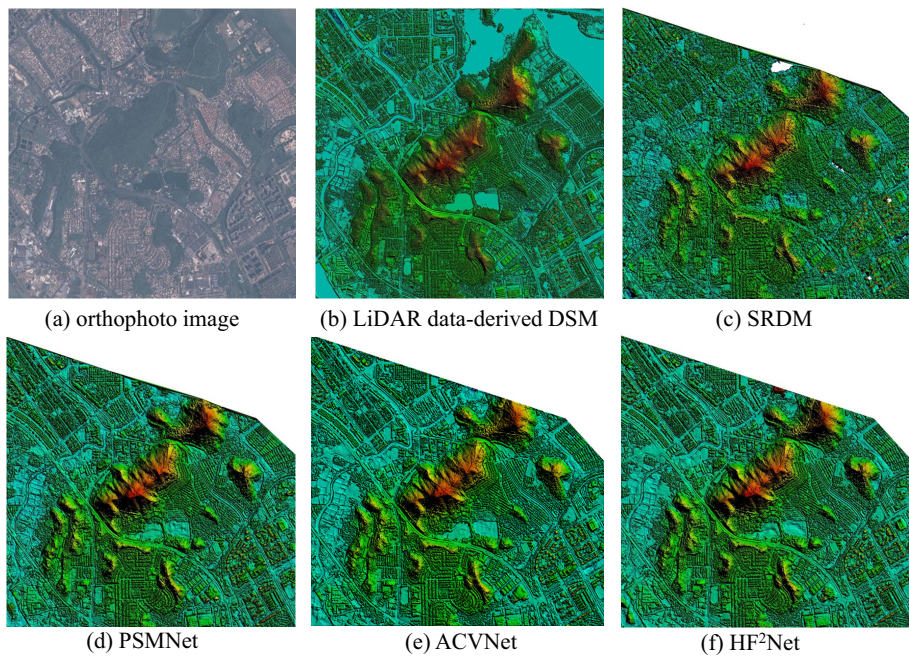 (a) orthophoto image
(b) LiDAR data-derived DSM
(c) SRDM
(d) PSMNet
(e) ACVNet
(f) HF²Net